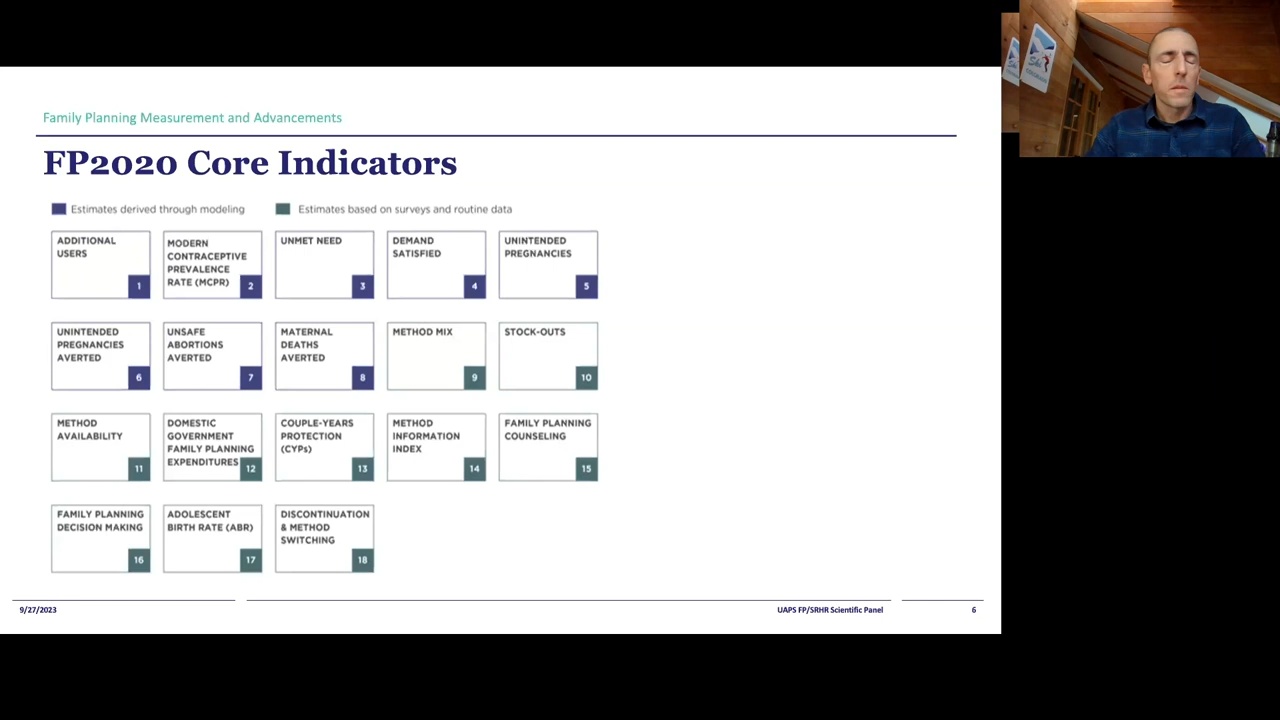 Family Planning Measurement and Advancements
FP2020 Core Indicators
Estimates derived through modeling
Estimates based on surveys and routine data
ADDITIONAL
USERS
1
MODERN
CONTRACEPTIVE
PREVALENCE
RATE (MCPR)
2
UNMET NEED
3
DEMAND
SATISFIED
4
UNINTENDED
PREGNANCIES
5
UNINTENDED
PREGNANCIES
AVERTED
6
UNSAFE
ABORTIONS
AVERTED
7
MATERNAL
DEATHS
AVERTED
8
METHOD MIX
9
STOCK-OUTS
10
METHOD
AVAILABILITY
11
DOMESTIC
GOVERNMENT
FAMILY PLANNING
EXPENDITURES
12
COUPLE-YEARS
PROTECTION
(CYPs)
13
METHOD
INFORMATION
INDEX
14
FAMILY PLANNING
COUNSELING
15
FAMILY PLANNING
DECISION MAKING
16
ADOLESCENT
BIRTH RATE (ABR)
17
DISCONTINUATION
& METHOD
SWITCHING
18
9/27/2023
UAPS FP/SRHR Scientific Panel
6